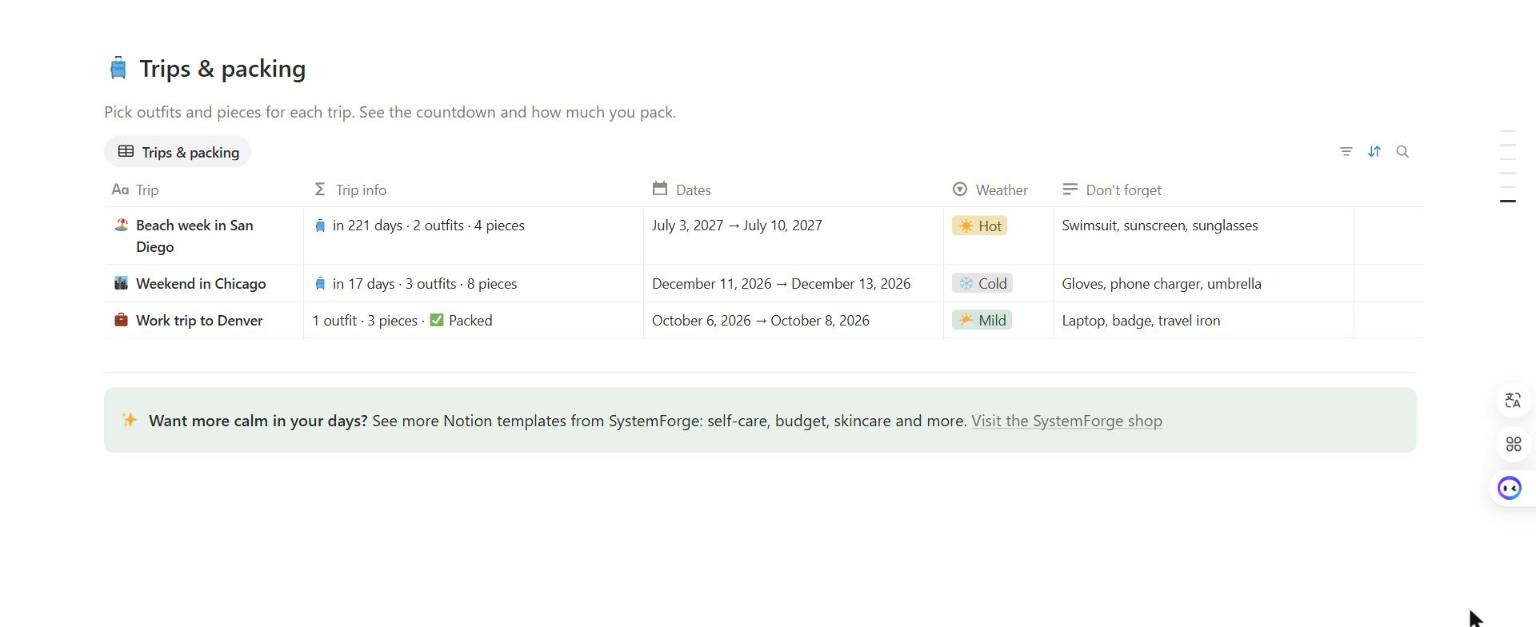 Trips & packing
Pick outfits and pieces for each trip. See the countdown and how much you pack.
Trips & packing
Aa Trip Σ Trip info Dates Weather Don't forget
Beach week in San Diego in 221 days · 2 outfits · 4 pieces July 3, 2027 → July 10, 2027 Hot Swimsuit, sunscreen, sunglasses
Weekend in Chicago in 17 days · 3 outfits · 8 pieces December 11, 2026 → December 13, 2026 Cold Gloves, phone charger, umbrella
Work trip to Denver 1 outfit · 3 pieces · ✅ Packed October 6, 2026 → October 8, 2026 Mild Laptop, badge, travel iron
Want more calm in your days? See more Notion templates from SystemForge: self-care, budget, skincare and more. Visit the SystemForge shop